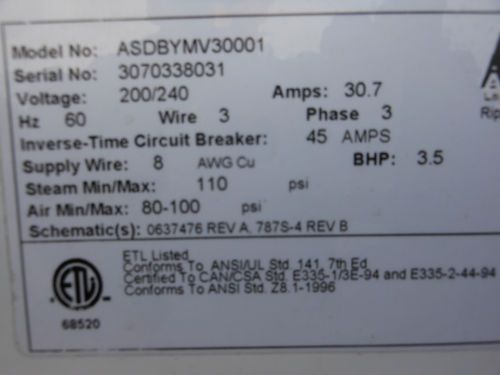 Model No: ASDBYMV30001
Serial No: 3070338031
Voltage: 200/240 Amps: 30.7
Hz 60 Wire 3 Phase 3
Inverse-Time Circuit Breaker: 45 AMPS
Supply Wire: 8 AWG Cu BHP: 3.5
Steam Min/Max: 110 psi
Air Min/Max: 80-100 psi
Schematic(s): 0637476 REV A, 787S-4 REV B
ETL Listed
Conforms To ANSI/UL Std. 141, 7th Ed
Certified To CAN/CSA Std. E335-1/3E-94 and E335-2-44-94
Conforms To ANSI Std. Z8.1-1996
ETL
68520
Rip